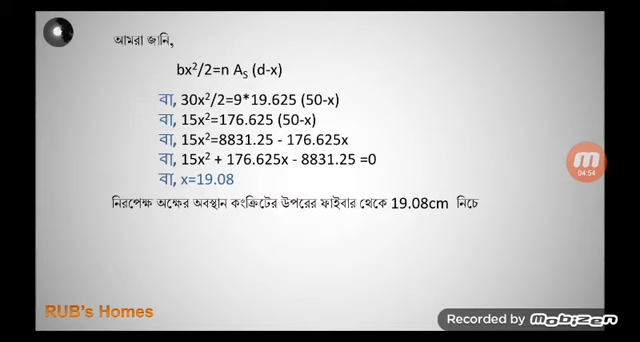 আমরা জানি,
bx²/2=n Aₛ (d-x)
বা, 30x²/2=9*19.625 (50-x)
বা, 15x²=176.625 (50-x)
বা, 15x²=8831.25 - 176.625x
বা, 15x² + 176.625x - 8831.25 =0
বা, x=19.08
নিরপেক্ষ অক্ষের অবস্থান কংক্রিটের উপরের ফাইবার থেকে 19.08cm নিচে
04:54
RUB's Homes
Recorded by mobizen